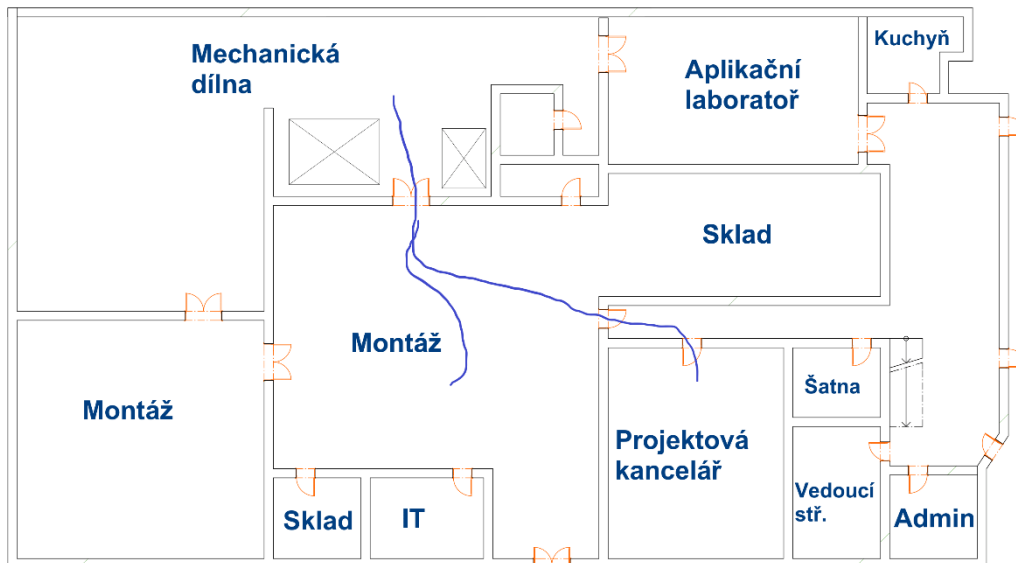 Mechanická
dílna
Aplikační
laboratoř
Kuchyň
Sklad
Montáž
Montáž
Šatna
Projektová
kancelář
Vedoucí
stř.
Sklad
IT
Admin